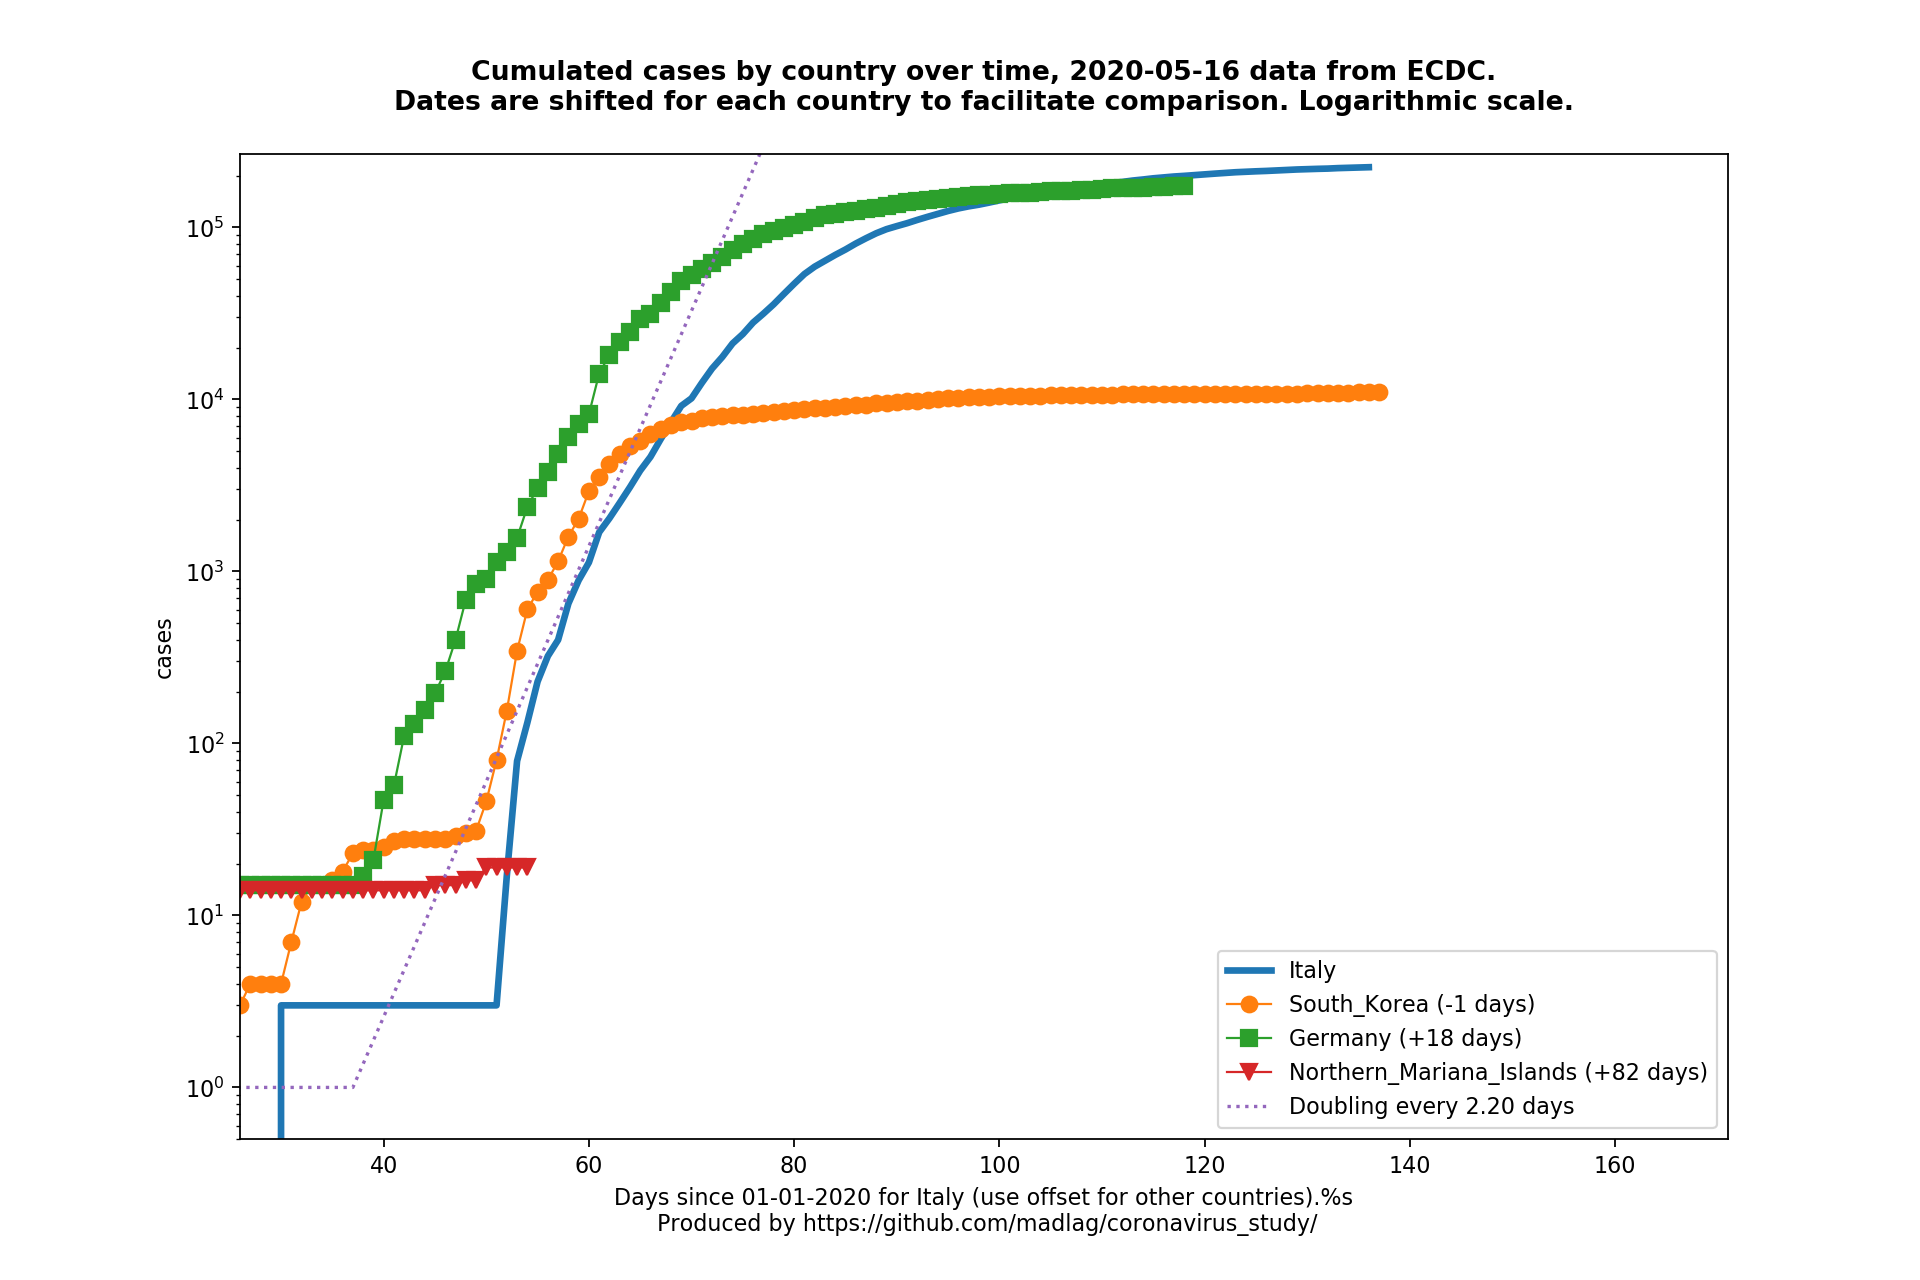 Cumulated cases by country over time, 2020-05-16 data from ECDC.
Dates are shifted for each country to facilitate comparison. Logarithmic scale.
cases
10^5
10^4
10^3
10^2
10^1
10^0
40 60 80 100 120 140 160
Italy
South_Korea (-1 days)
Germany (+18 days)
Northern_Mariana_Islands (+82 days)
Doubling every 2.20 days
Days since 01-01-2020 for Italy (use offset for other countries).%s
Produced by https://github.com/madlag/coronavirus_study/